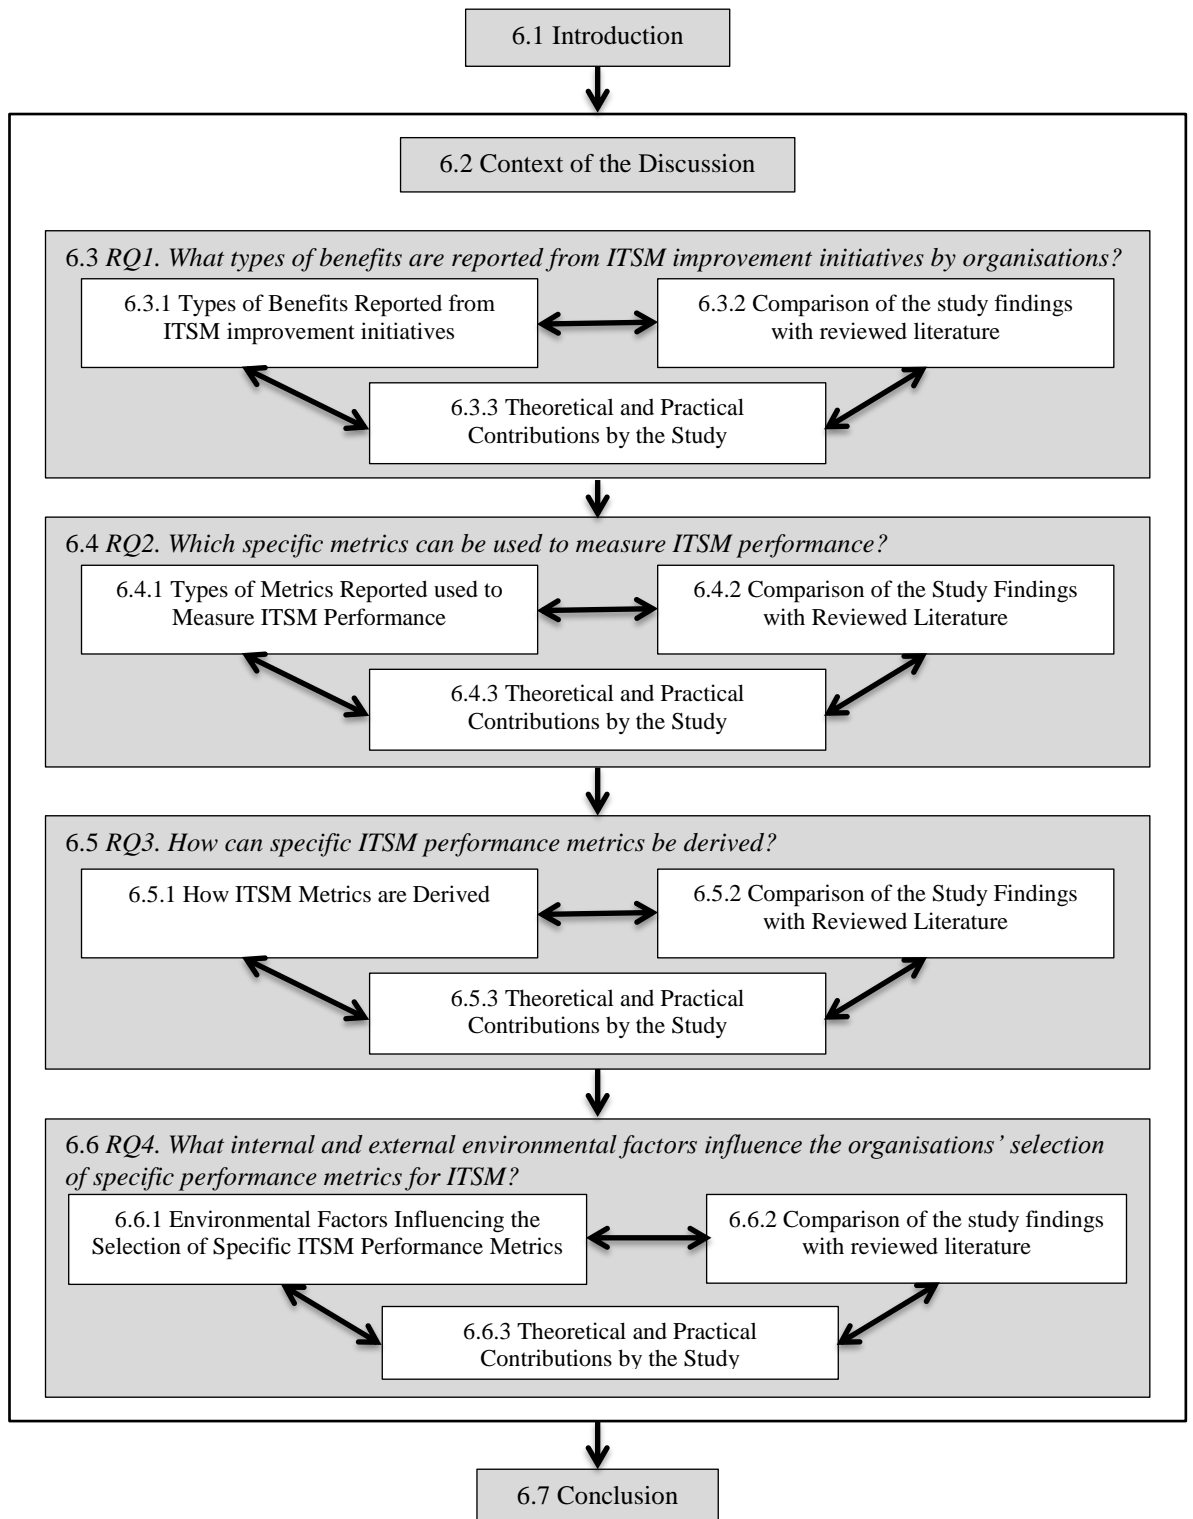 6.1 Introduction
6.2 Context of the Discussion
6.3 RQ1. What types of benefits are reported from ITSM improvement initiatives by organisations?
6.3.1 Types of Benefits Reported from
ITSM improvement initiatives
6.3.2 Comparison of the study findings
with reviewed literature
6.3.3 Theoretical and Practical
Contributions by the Study
6.4 RQ2. Which specific metrics can be used to measure ITSM performance?
6.4.1 Types of Metrics Reported used to
Measure ITSM Performance
6.4.2 Comparison of the Study Findings
with Reviewed Literature
6.4.3 Theoretical and Practical
Contributions by the Study
6.5 RQ3. How can specific ITSM performance metrics be derived?
6.5.1 How ITSM Metrics are Derived
6.5.2 Comparison of the Study Findings
with Reviewed Literature
6.5.3 Theoretical and Practical
Contributions by the Study
6.6 RQ4. What internal and external environmental factors influence the organisations’ selection
of specific performance metrics for ITSM?
6.6.1 Environmental Factors Influencing the
Selection of Specific ITSM Performance Metrics
6.6.2 Comparison of the study findings
with reviewed literature
6.6.3 Theoretical and Practical
Contributions by the Study
6.7 Conclusion